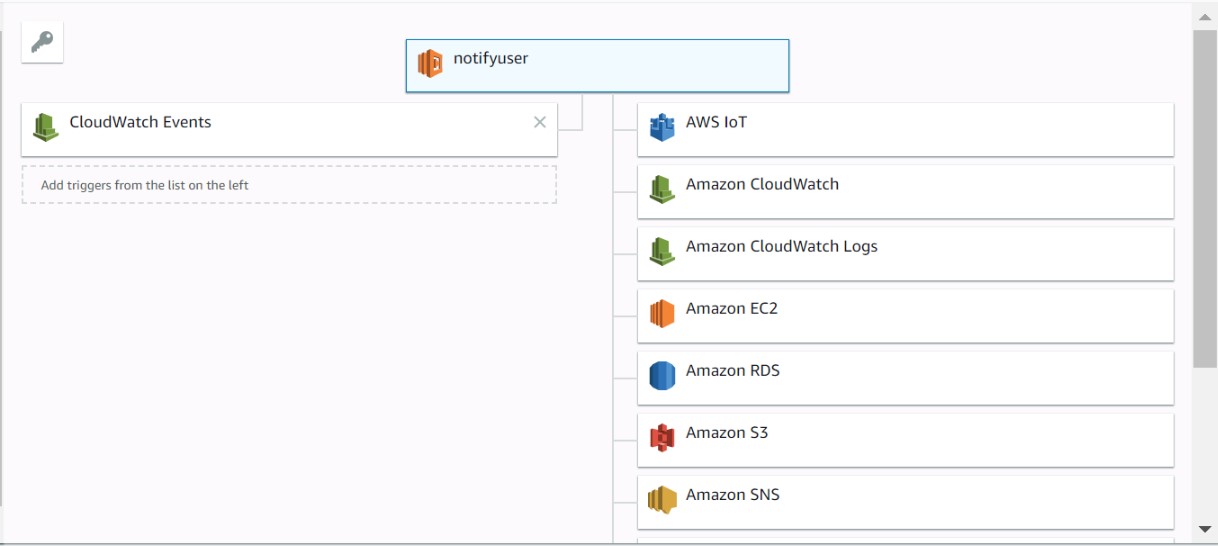 notifyuser
CloudWatch Events
Add triggers from the list on the left
AWS IoT
Amazon CloudWatch
Amazon CloudWatch Logs
Amazon EC2
Amazon RDS
Amazon S3
Amazon SNS